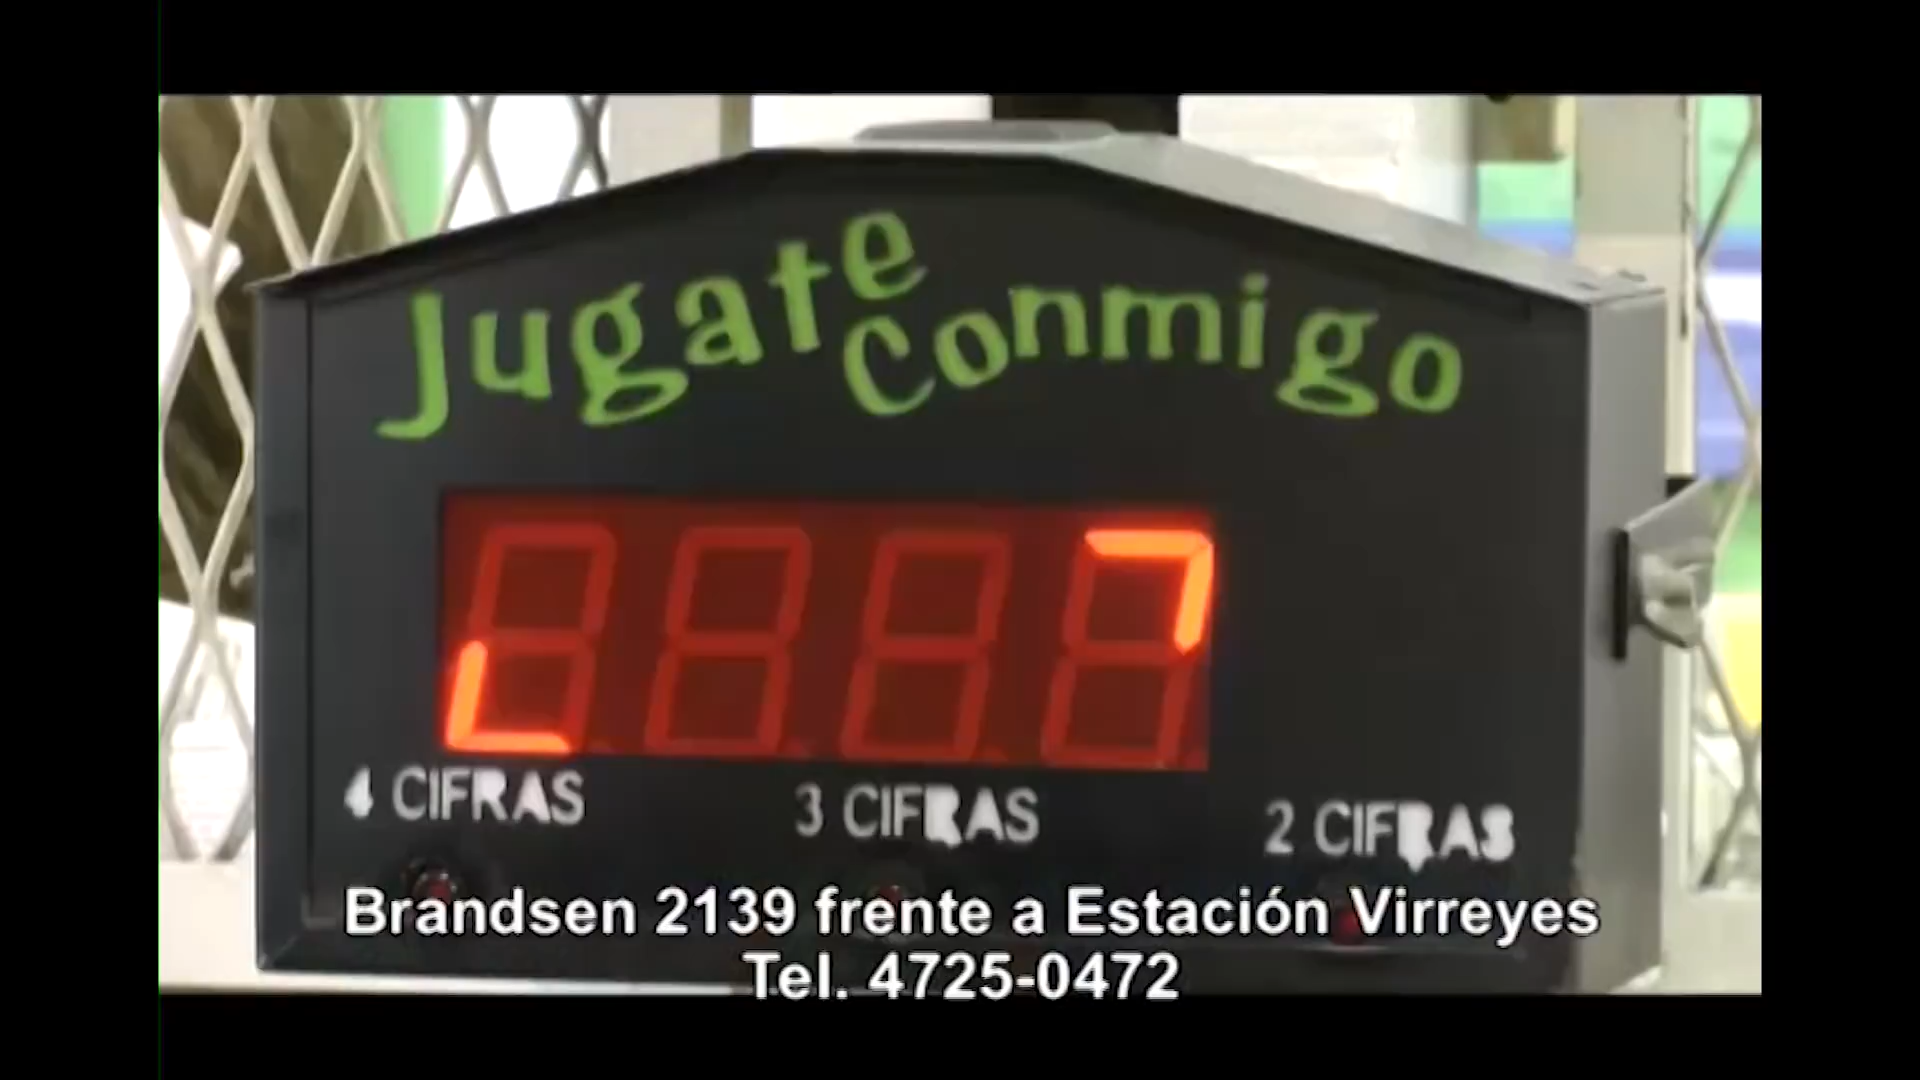 Jugate Conmigo
4 CIFRAS 3 CIFRAS 2 CIFRAS
Brandsen 2139 frente a Estación Virreyes
Tel. 4725-0472